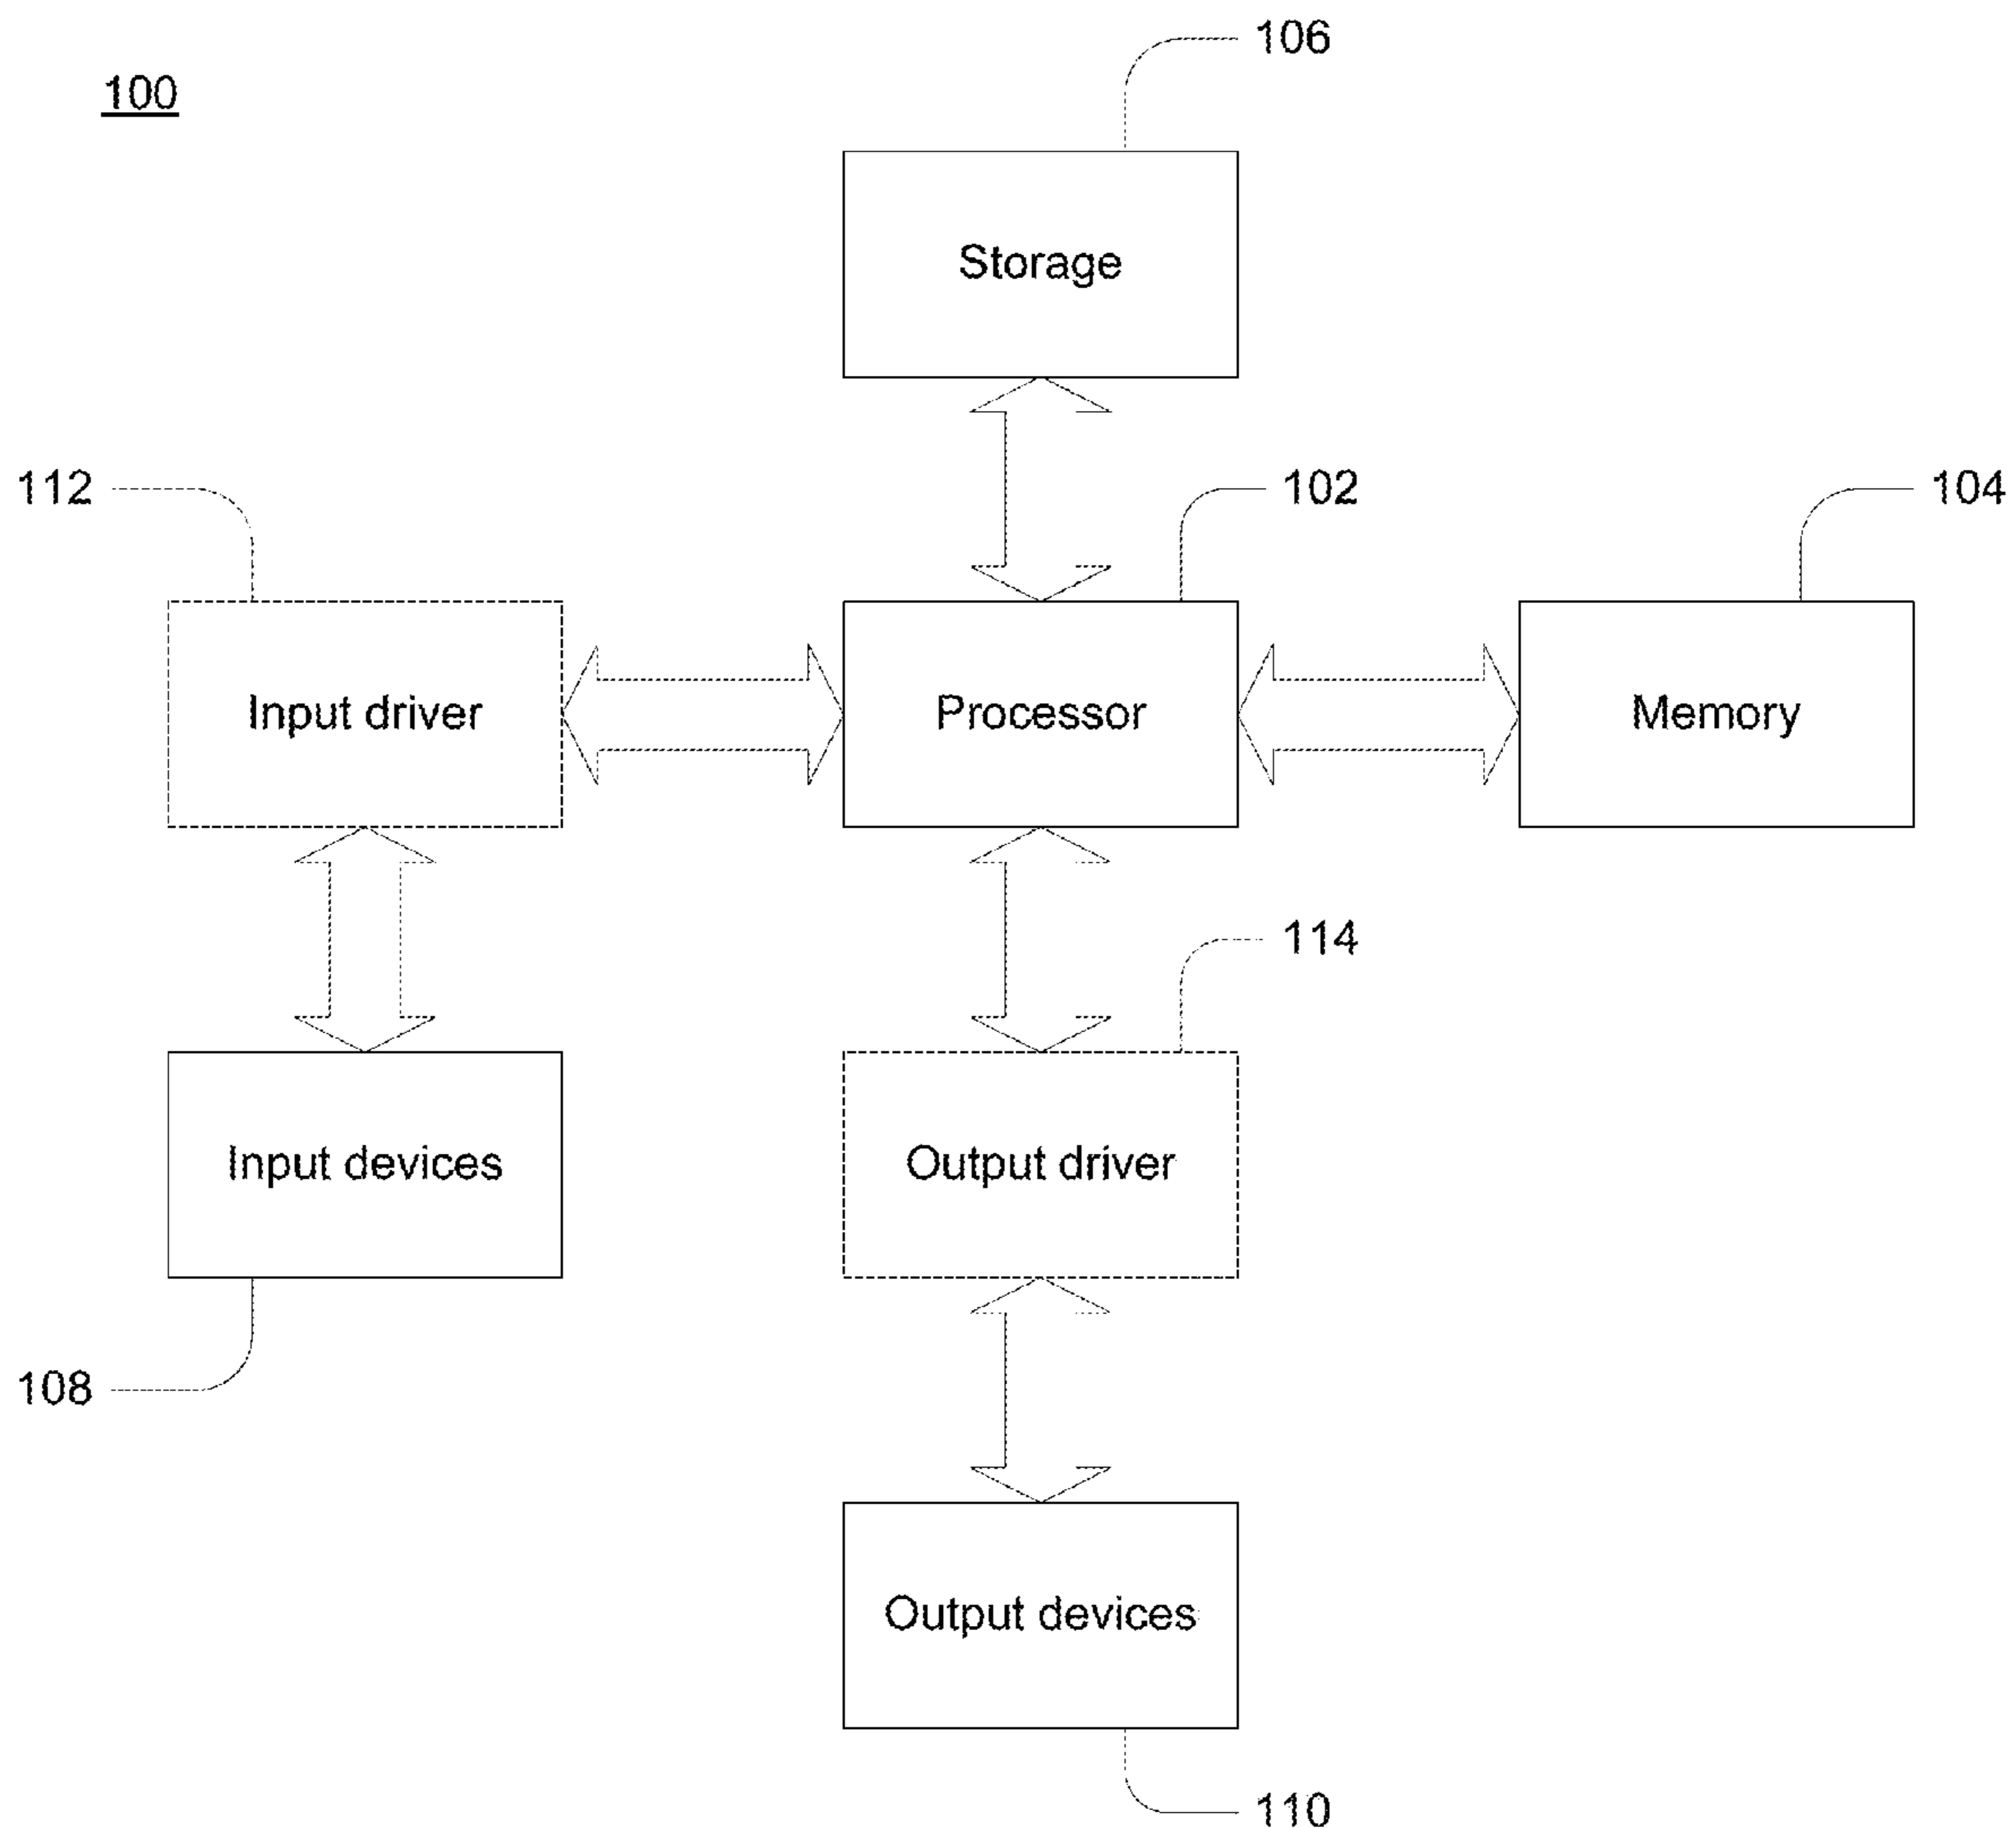 106
100
Storage
112
102
104
Input driver
Processor
Memory
114
Input devices
Output driver
108
Output devices
110